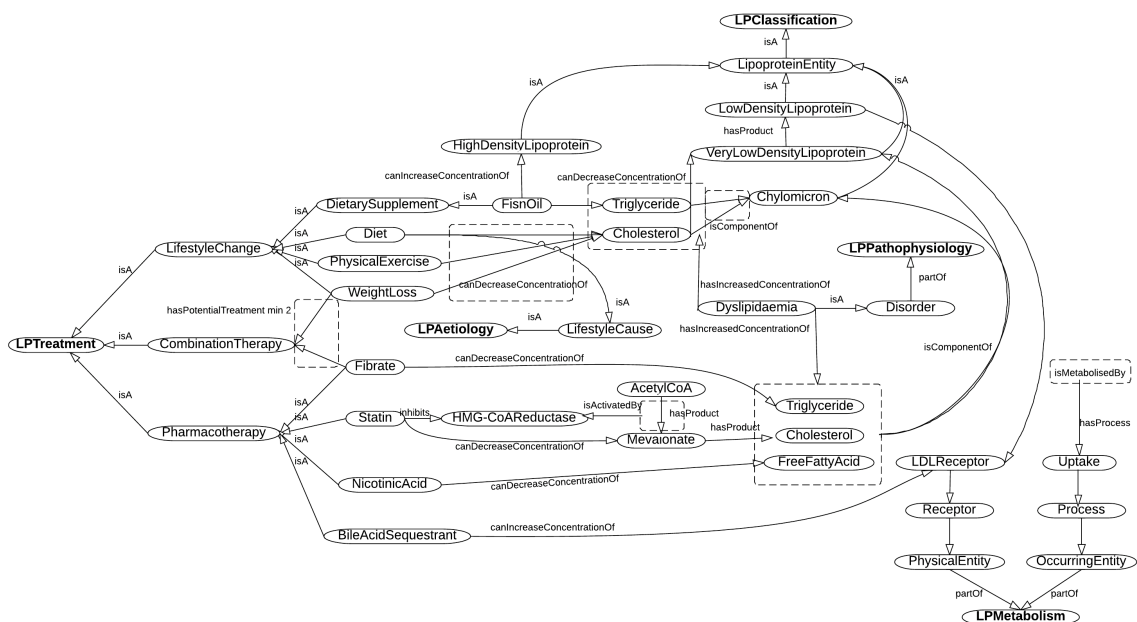 LPClassification
isA
LipoproteinEntity
isA
isA
isA
LowDensityLipoprotein
hasProduct
HighDensityLipoprotein
VeryLowDensityLipoprotein
canIncreaseConcentrationOf
canDecreaseConcentrationOf
DietarySupplement
isA
FisnOil
Triglyceride
Chylomicron
isA
isComponentOf
Diet
isA
Cholesterol
LifestyleChange
isA
LPPathophysiology
PhysicalExercise
isA
isA
partOf
canDecreaseConcentrationOf
hasIncreasedConcentrationOf
WeightLoss
isA
isA
hasPotentialTreatment min 2
Dyslipidaemia
Disorder
LPAetiology
isA
LifestyleCause
hasIncreasedConcentrationOf
LPTreatment
isA
CombinationTherapy
isComponentOf
canDecreaseConcentrationOf
Fibrate
isMetabolisedBy
AcetylCoA
isA
isA
Triglyceride
isActivatedBy
hasProduct
Statin
inhibits
HMG-CoAReductase
isA
hasProduct
hasProcess
Pharmacotherapy
isA
Mevaionate
Cholesterol
canDecreaseConcentrationOf
isA
FreeFattyAcid
LDLReceptor
Uptake
NicotinicAcid
canDecreaseConcentrationOf
Receptor
Process
canIncreaseConcentrationOf
BileAcidSequestrant
PhysicalEntity
OccurringEntity
partOf
partOf
LPMetabolism